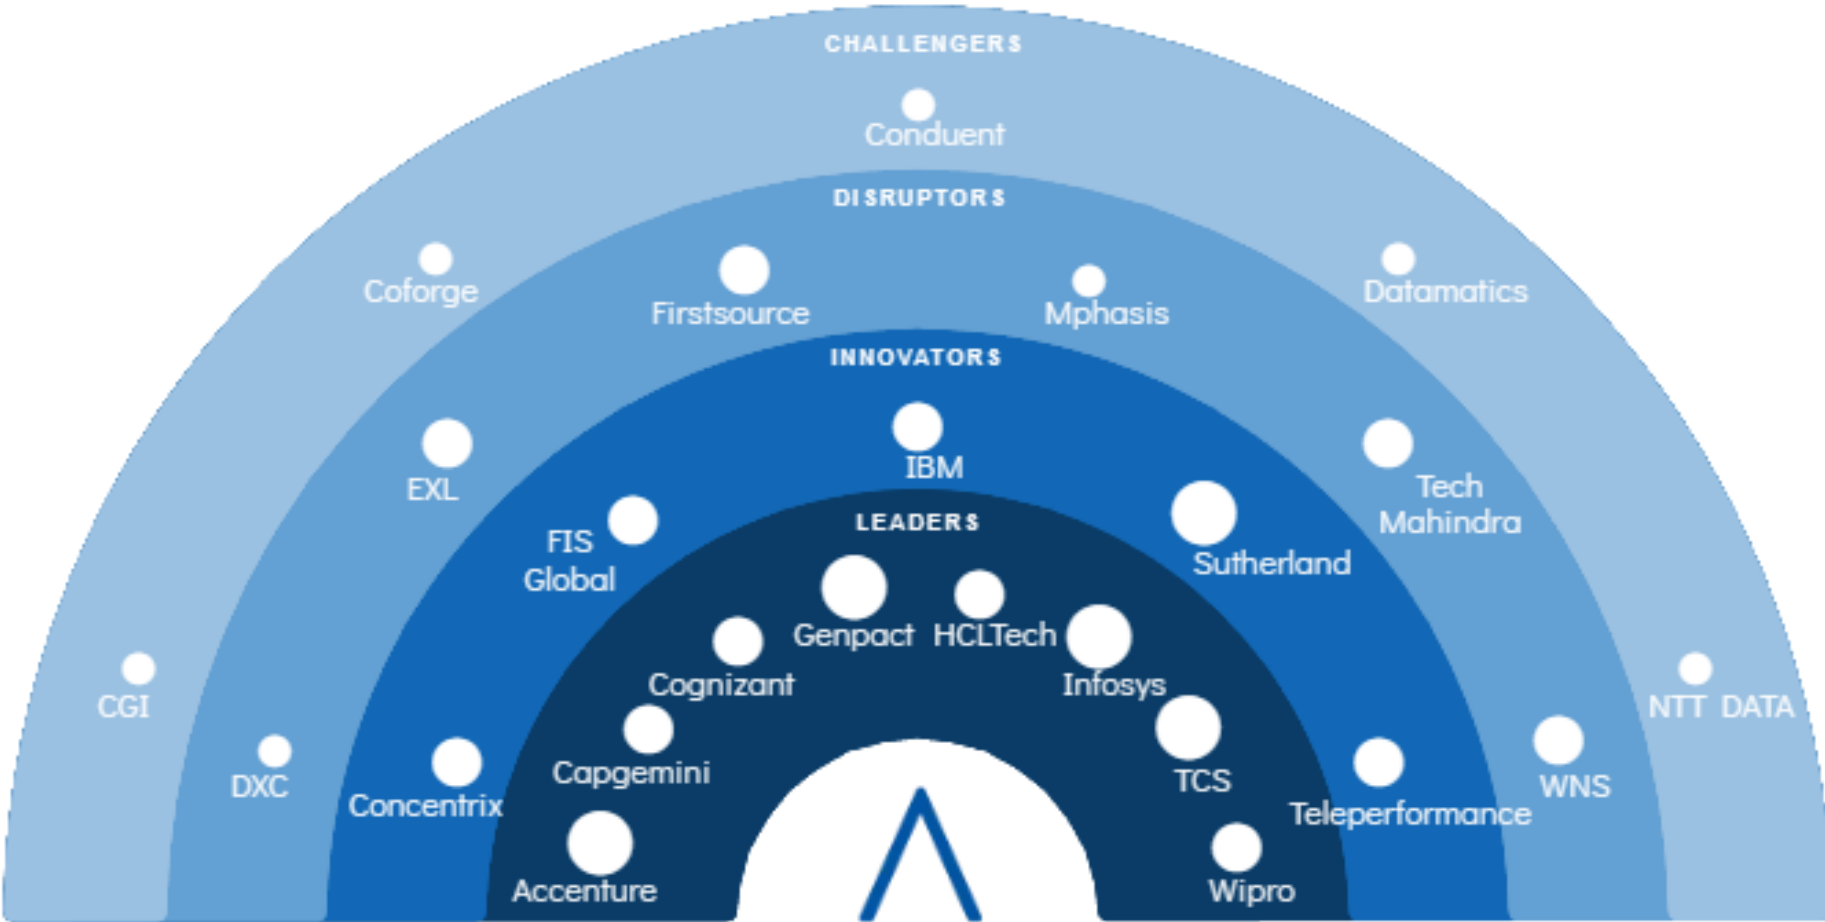 CHALLENGERS
Conduent
Coforge
Datamatics
CGI
NTT DATA
DISRUPTORS
Firstsource
Mphasis
EXL
Tech
Mahindra
DXC
WNS
INNOVATORS
IBM
FIS
Global
Sutherland
Concentrix
Teleperformance
LEADERS
Genpact
HCLTech
Cognizant
Infosys
Capgemini
TCS
Accenture
Wipro